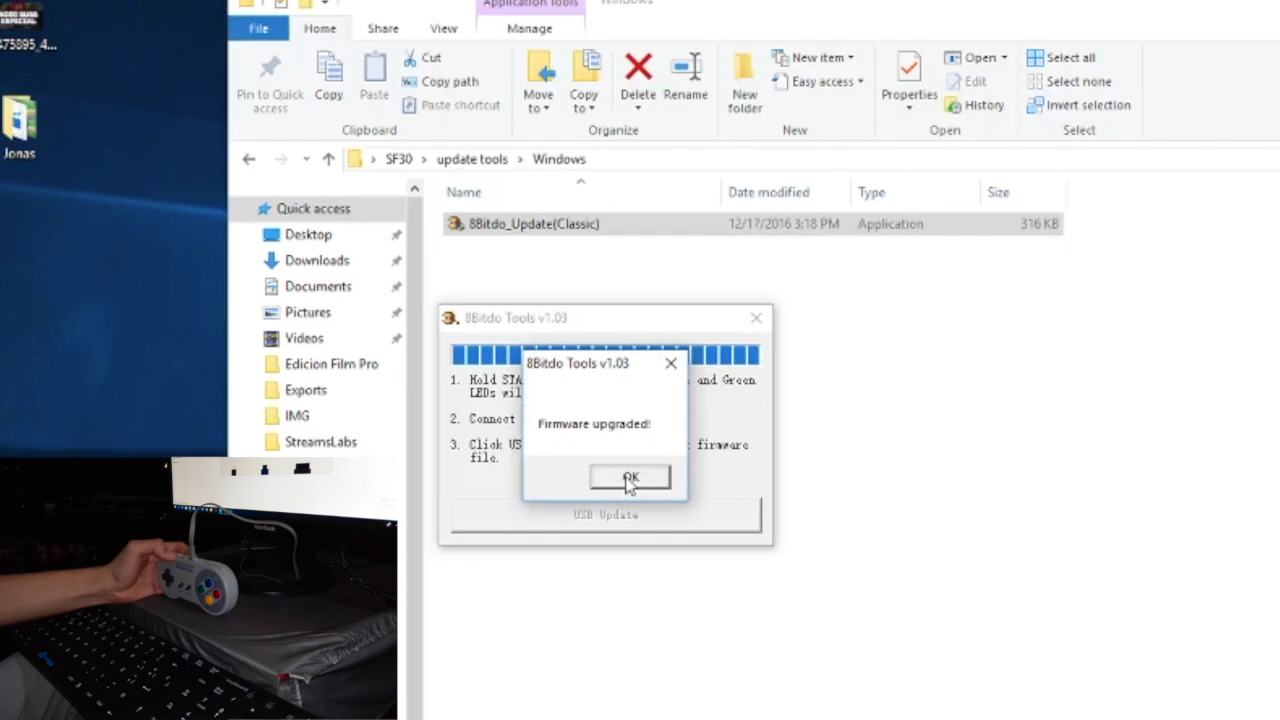 Application Tools
Windows
File
Home
Share
View
Manage
Pin to Quick access
Copy
Paste
Cut
Copy path
Paste shortcut
Clipboard
Move to
Copy to
Delete
Rename
Organize
New folder
New item
Easy access
New
Properties
Open
Edit
History
Open
Select all
Select none
Invert selection
Select
475895_4...
Jonas
SF30 › update tools › Windows
Name
Date modified
Type
Size
Quick access
Desktop
Downloads
Documents
Pictures
Videos
Edicion Film Pro
Exports
IMG
StreamsLabs
8Bitdo_Update(Classic)
12/17/2016 3:18 PM
Application
316 KB
8Bitdo Tools v1.03
1. Hold STA
and Green
LEDs wil
2. Connect
3. Click US
firmware
file.
USB Update
8Bitdo Tools v1.03
Firmware upgraded!
OK
ViewSonic